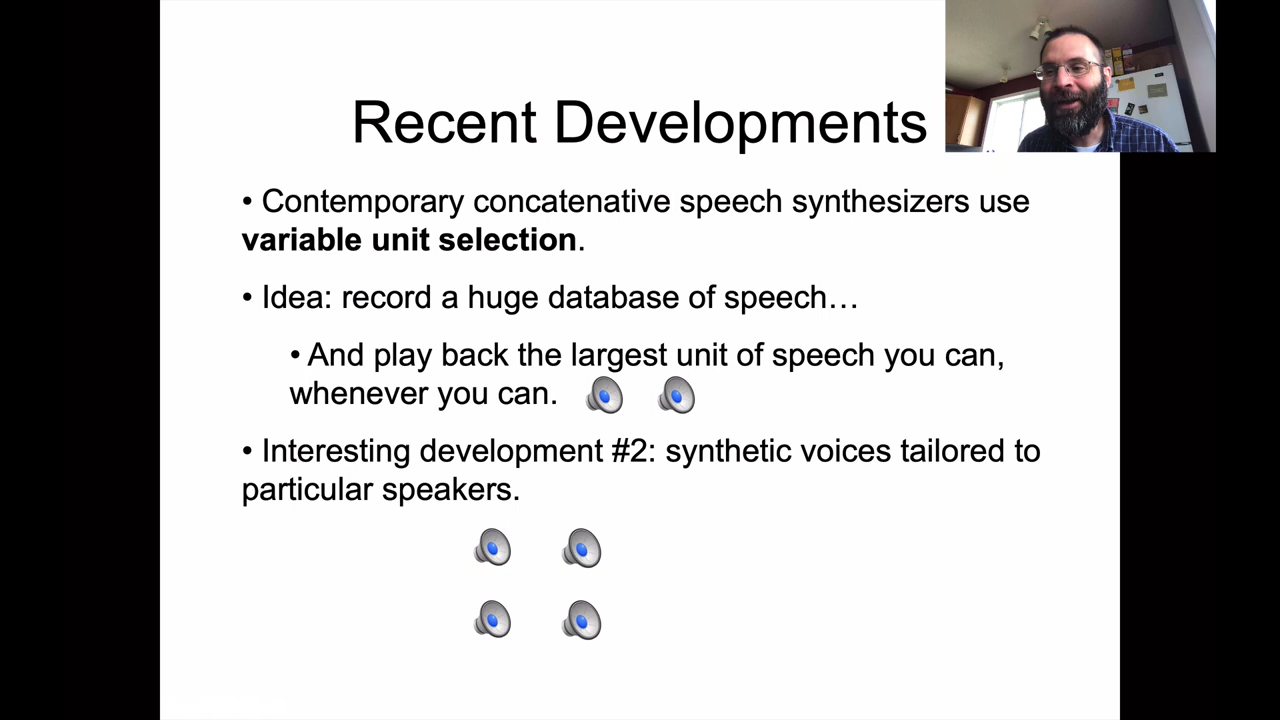 Recent Developments
• Contemporary concatenative speech synthesizers use
variable unit selection.
• Idea: record a huge database of speech…
• And play back the largest unit of speech you can,
whenever you can.
• Interesting development #2: synthetic voices tailored to
particular speakers.